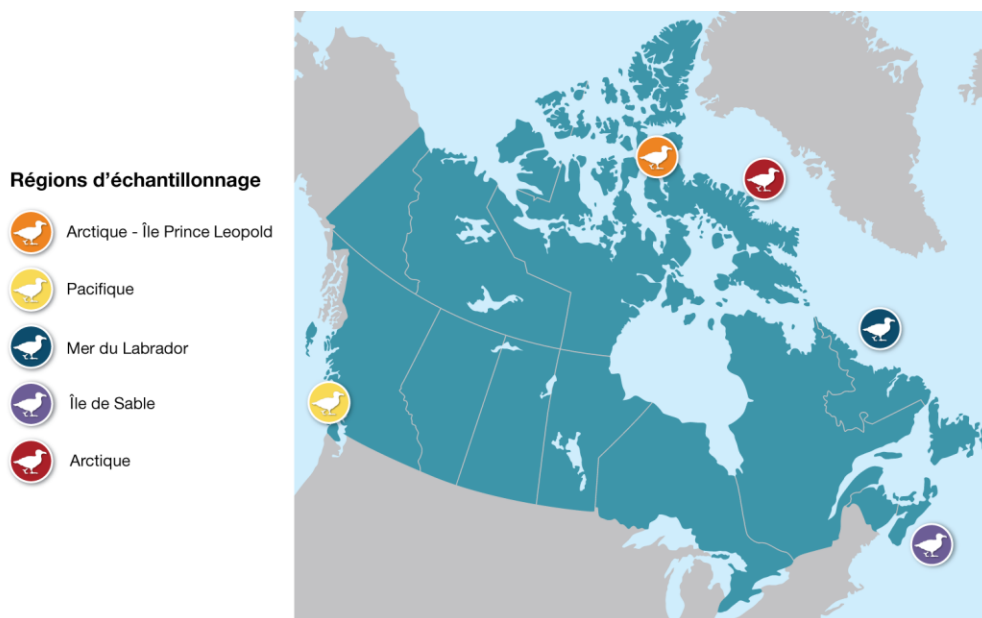 Régions d’échantillonnage
Arctique - Île Prince Leopold
Pacifique
Mer du Labrador
Île de Sable
Arctique